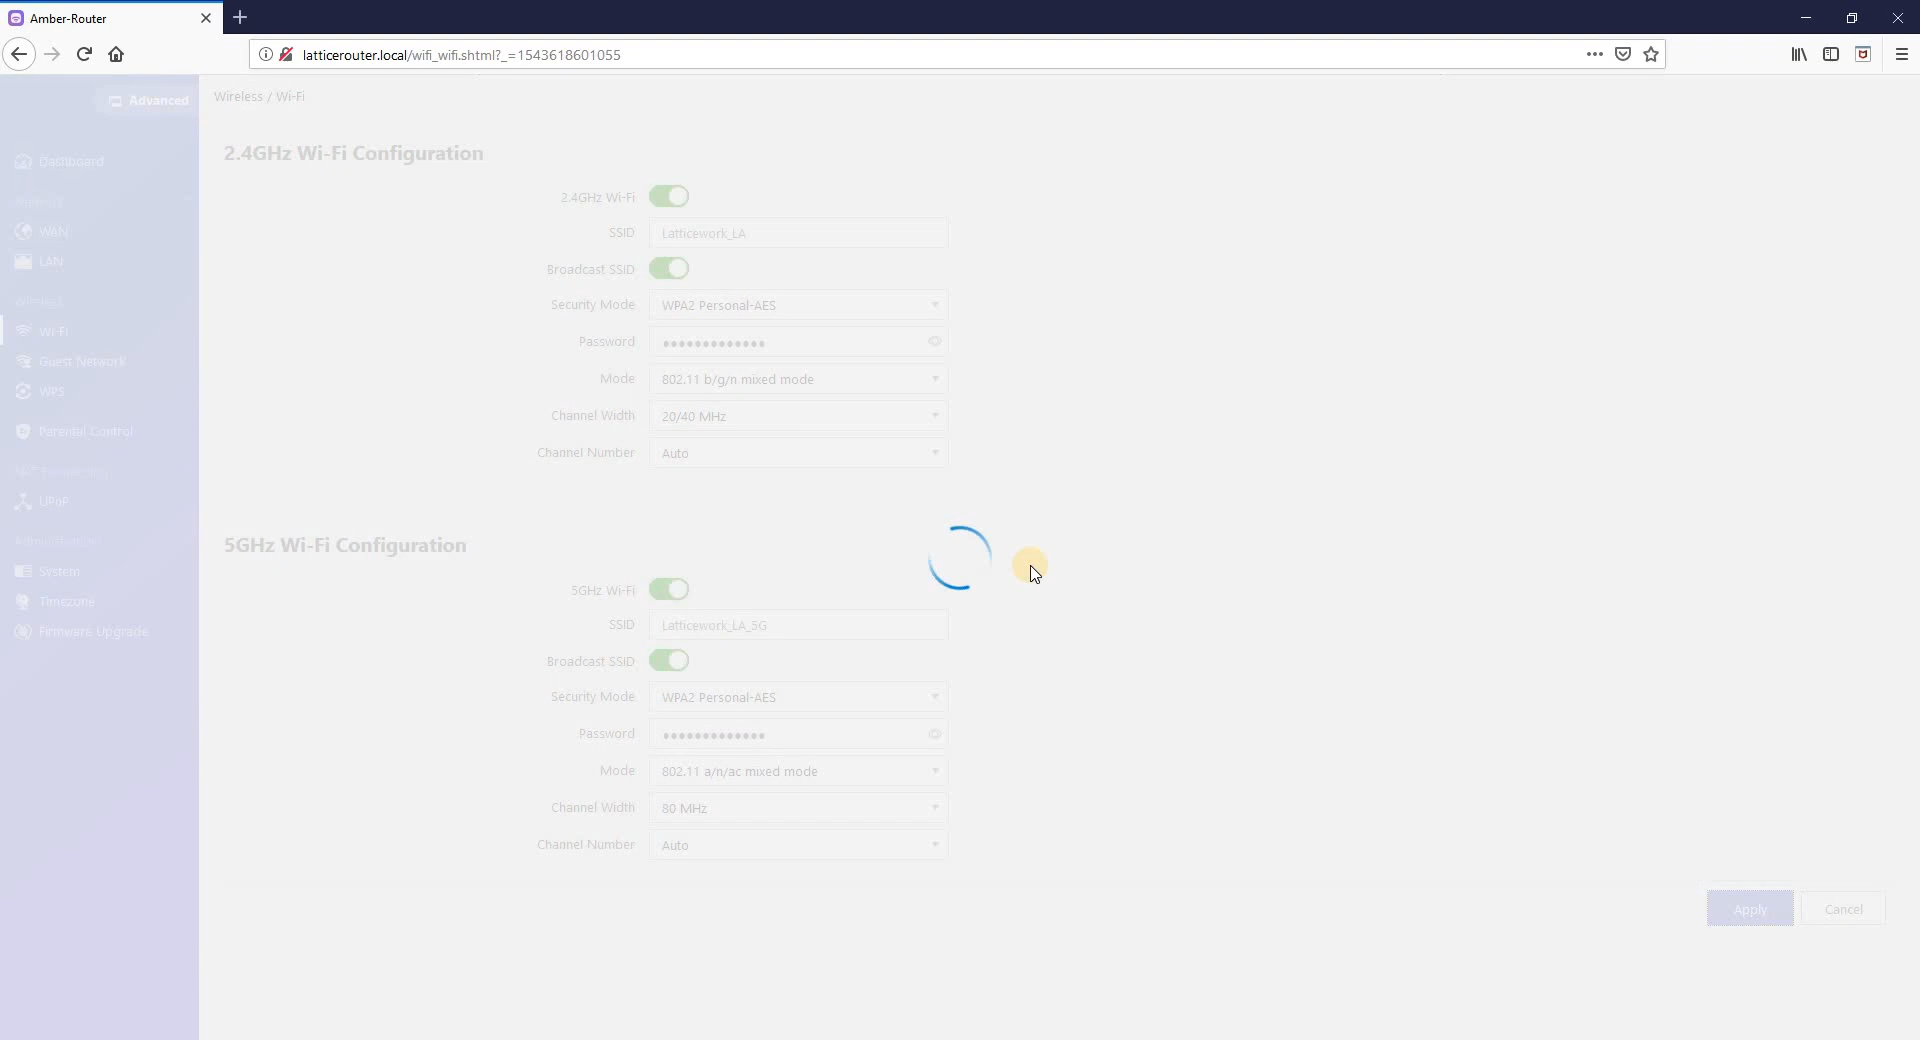 Amber-Router
latticerouter.local/wifi_wifi.shtml?_=1543618601055
Advanced
Wireless / Wi-Fi
Dashboard
WAN
LAN
Wireless
Wi-Fi
Guest Network
WPS
Parental Control
UPnP
Administration
System
Timezone
Firmware Upgrade
2.4GHz Wi-Fi Configuration
2.4GHz Wi-Fi
SSID Latticework_LA
Broadcast SSID
Security Mode WPA2 Personal-AES
Password •••••••••••••
Mode 802.11 b/g/n mixed mode
Channel Width 20/40 MHz
Channel Number Auto
5GHz Wi-Fi Configuration
5GHz Wi-Fi
SSID Latticework_LA_5G
Broadcast SSID
Security Mode WPA2 Personal-AES
Password •••••••••••••
Mode 802.11 a/n/ac mixed mode
Channel Width 80 MHz
Channel Number Auto
Apply Cancel